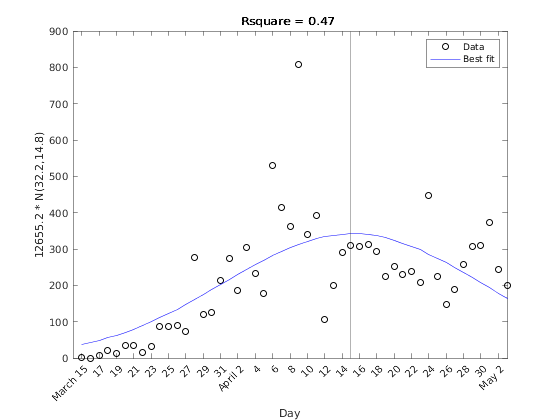 Rsquare = 0.47
Data
Best fit
12655.2 * N(32.2,14.8)
900
800
700
600
500
400
300
200
100
0
March 15 17 19 21 23 25 27 29 31 April 2 4 6 8 10 12 14 16 18 20 22 24 26 28 30 May 2
Day